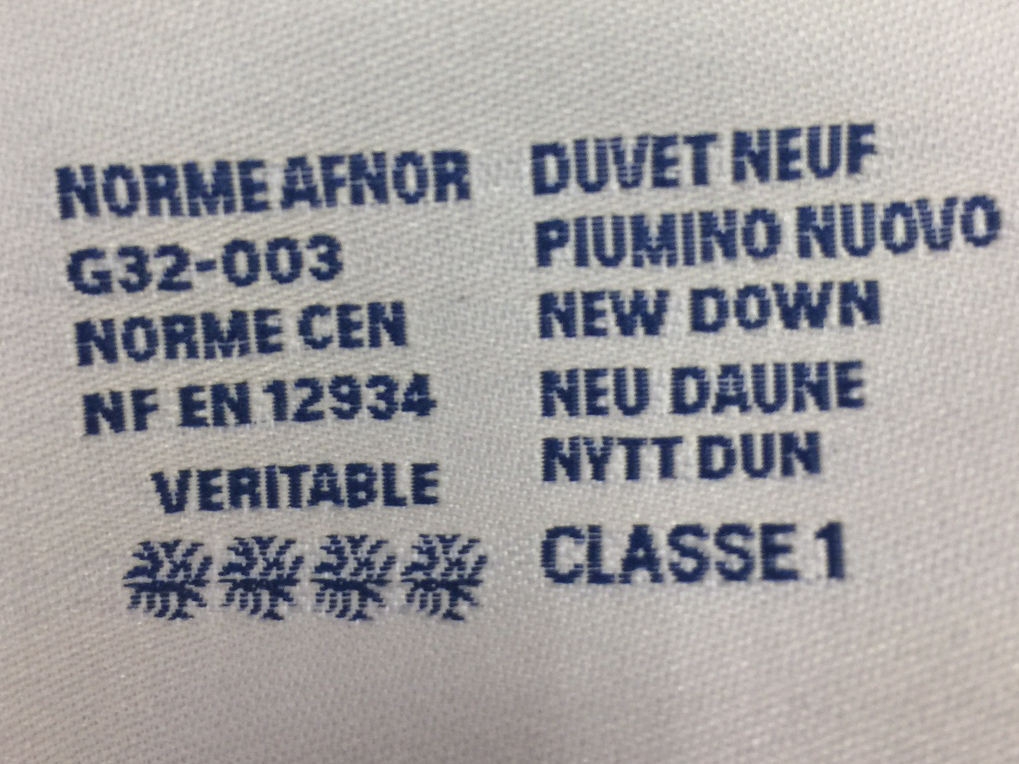 NORME AFNOR
G32-003
NORME CEN
NF EN 12934
VERITABLE
DUVET NEUF
PIUMINO NUOVO
NEW DOWN
NEU DAUNE
NYTT DUN
CLASSE 1